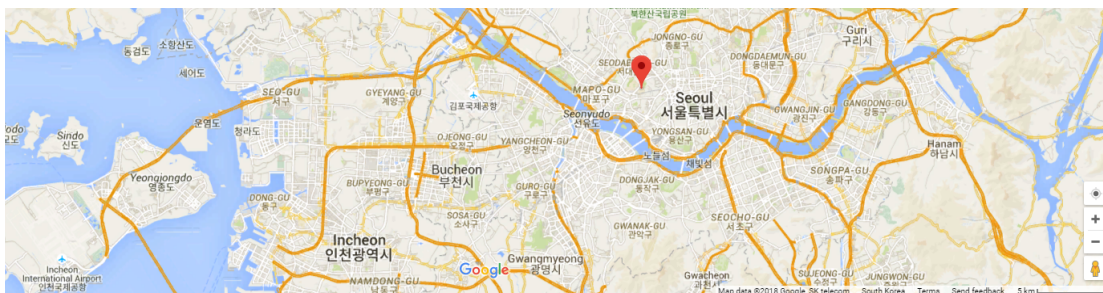 북한산국립공원
JONGNO-GU
종로구
Guri
구리시
소항산도
동검도
세어도
SEO-GU
서구
GYEYANG-GU
계양구
김포국제공항
MAPO-GU
마포구
DONGDAEMUN-GU
동대문구
Seoul
서울특별시
Seonyudo
선유도
GWANGJIN-GU
광진구
GANGDONG-GU
강동구
운염도
청라도
Sindo
신도
OJEONG-GU
오정구
YANGCHEON-GU
양천구
YONGSAN-GU
용산구
노들섬
채빛섬
Hanam
하남시
Yeongjongdo
영종도
Bucheon
부천시
BUPYEONG-GU
부평구
GURO-GU
구로구
DONGJAK-GU
동작구
SONGPA-GU
송파구
DONG-GU
동구
SOSA-GU
소사구
GWANAK-GU
관악구
SEOCHO-GU
서초구
Incheon
인천광역시
Gwangmyeong
광명시
Google
Incheon
International Airport
인천국제공항
NAMDONG-GU
남동구
Gwacheon
과천시
SUJEONG-GU
수정구
JUNGWON-GU
Map data ©2018 Google, SK telecom South Korea Terms Send feedback 5 km